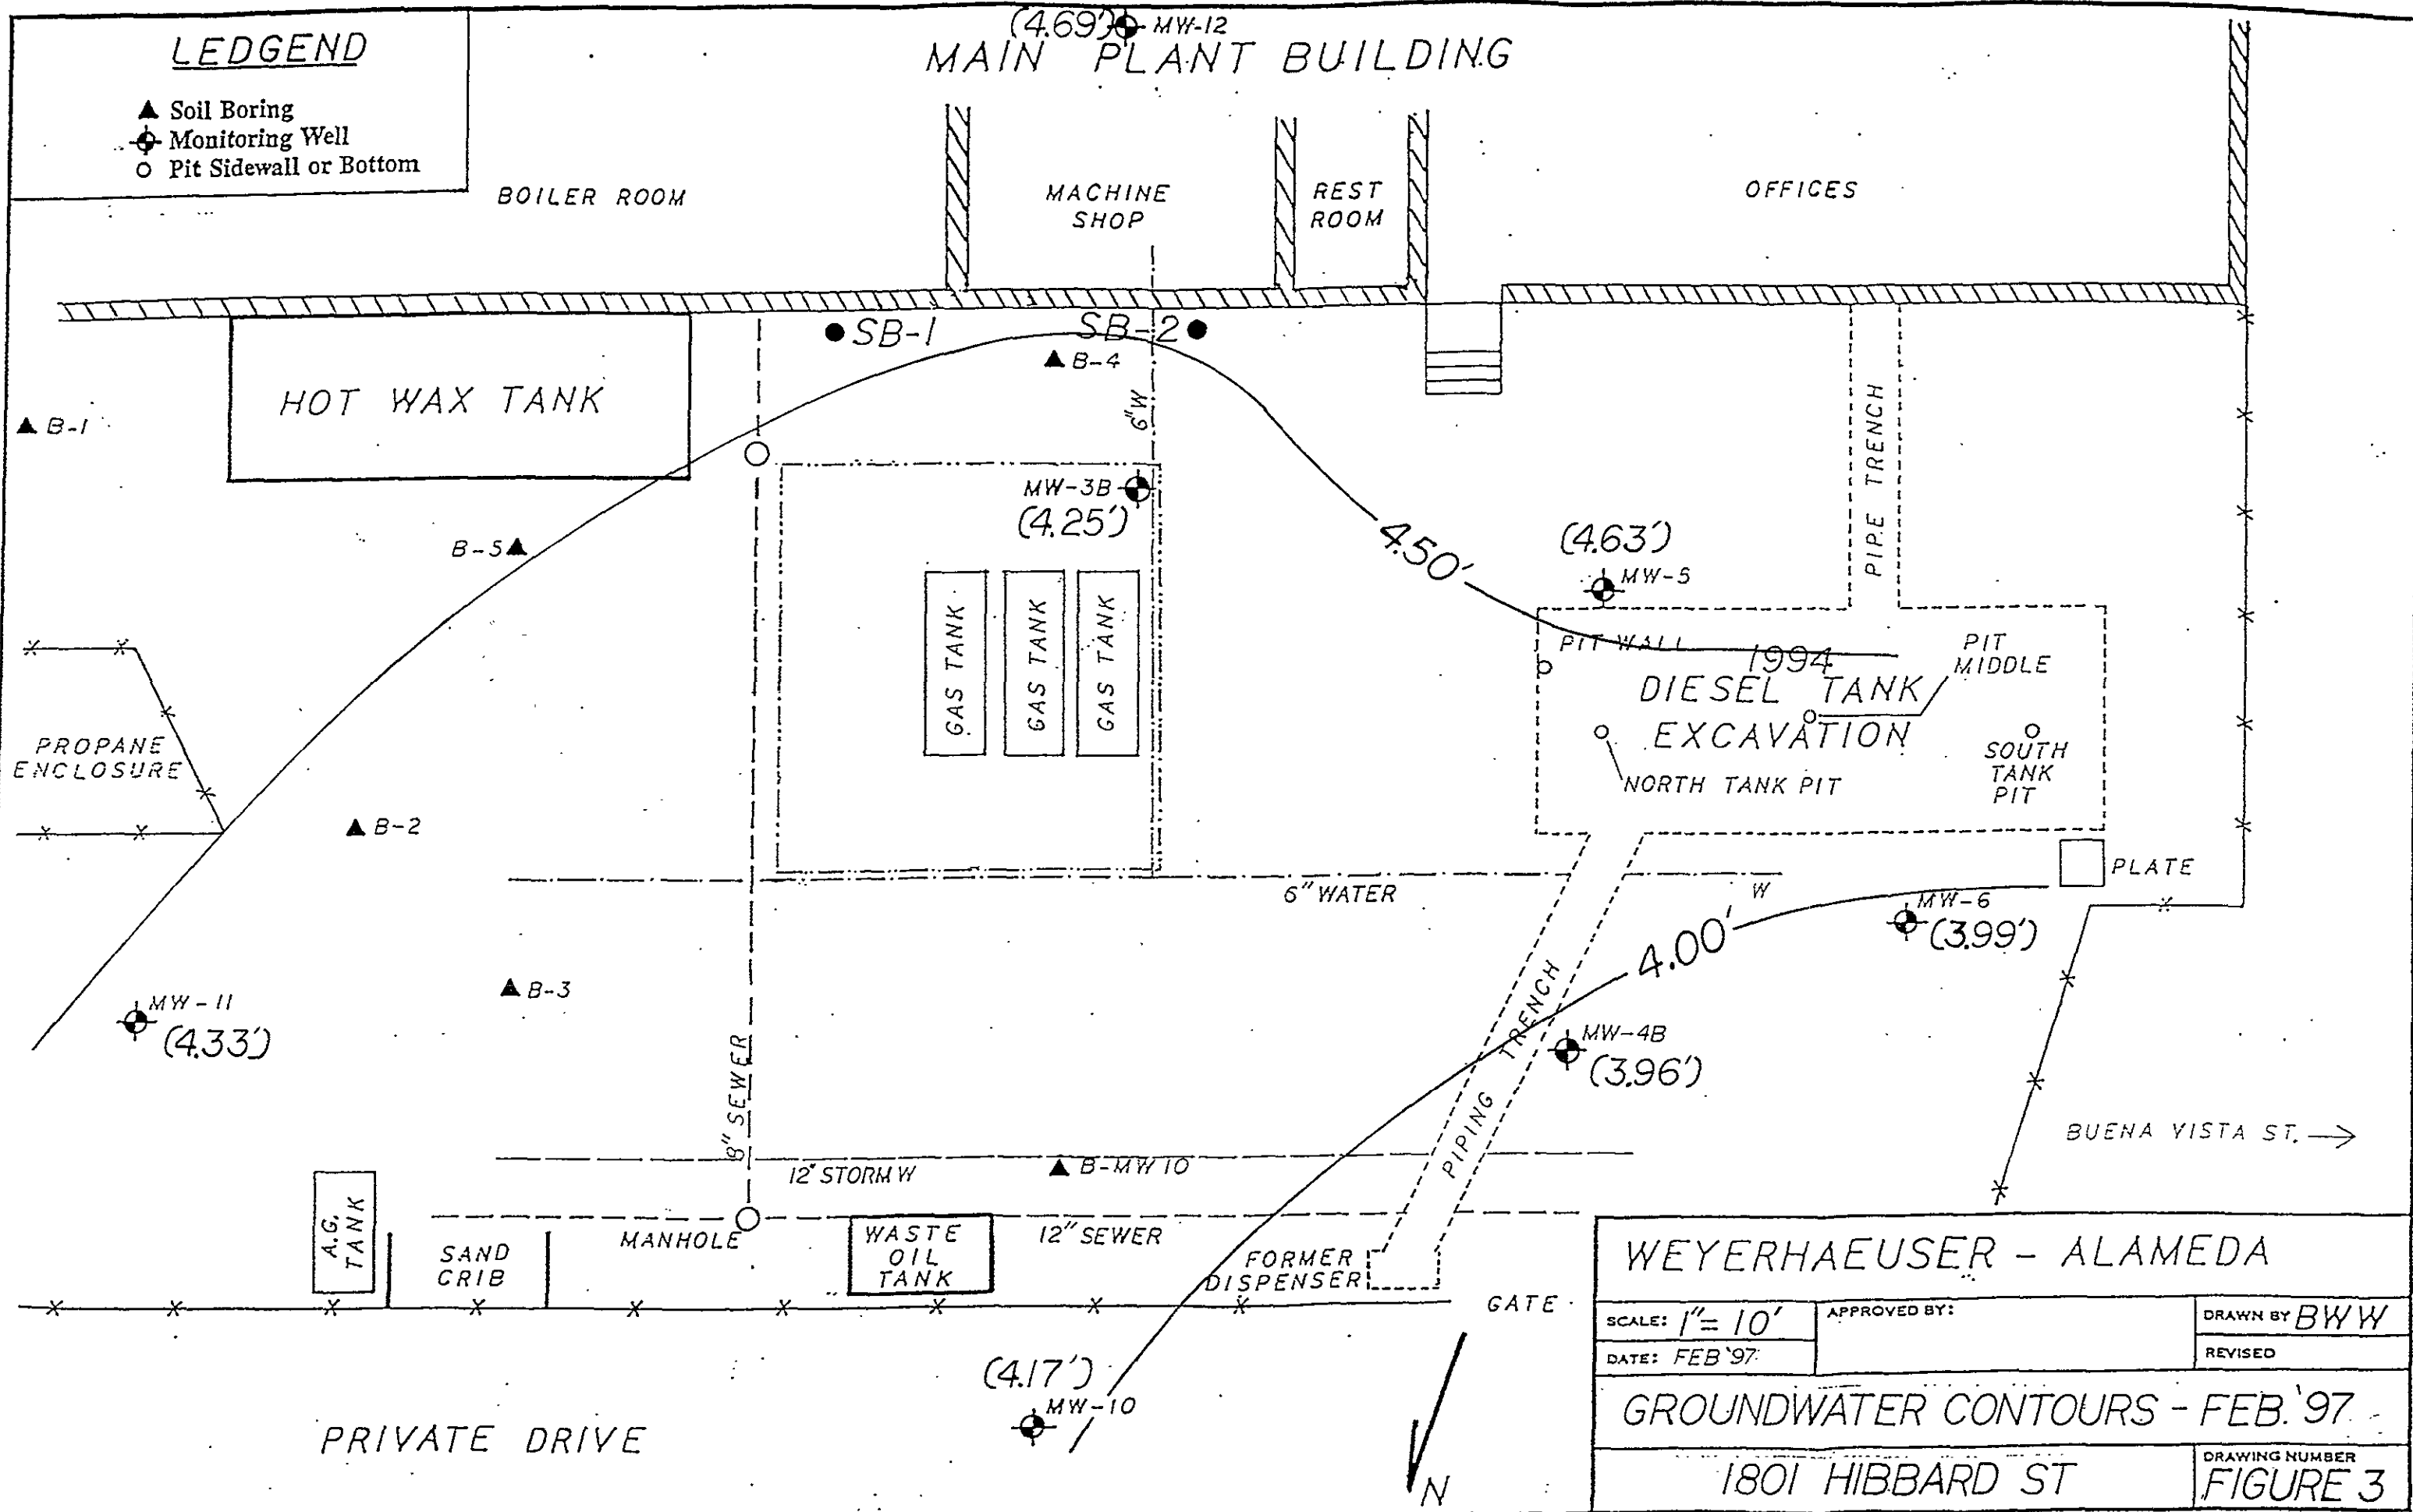 (4.69') MW-12
MAIN PLANT BUILDING
LEDGEND
Soil Boring
Monitoring Well
Pit Sidewall or Bottom
BOILER ROOM
MACHINE
SHOP
REST
ROOM
OFFICES
SB-1
SB-2
B-4
HOT WAX TANK
B-1
6"W
PIPE TRENCH
MW-3B
(4.25')
B-5
4.50'
(4.63')
MW-5
GAS TANK
GAS TANK
GAS TANK
PIT WALL
1994
PIT
MIDDLE
DIESEL TANK
EXCAVATION
NORTH TANK PIT
SOUTH
TANK
PIT
PROPANE
ENCLOSURE
B-2
6" WATER
W
PLATE
MW-6
(3.99')
4.00'
B-3
MW-11
(4.33')
MW-4B
(3.96')
8" SEWER
PIPING TRENCH
BUENA VISTA ST.
12" STORM W
B-MW10
A.G.
TANK
SAND
CRIB
MANHOLE
WASTE
OIL
TANK
12" SEWER
FORMER
DISPENSER
GATE
(4.17')
MW-10
PRIVATE DRIVE
N
WEYERHAEUSER - ALAMEDA
SCALE: 1"= 10'
APPROVED BY:
DRAWN BY BWW
DATE: FEB '97
REVISED
GROUNDWATER CONTOURS - FEB. '97
1801 HIBBARD ST
DRAWING NUMBER
FIGURE 3